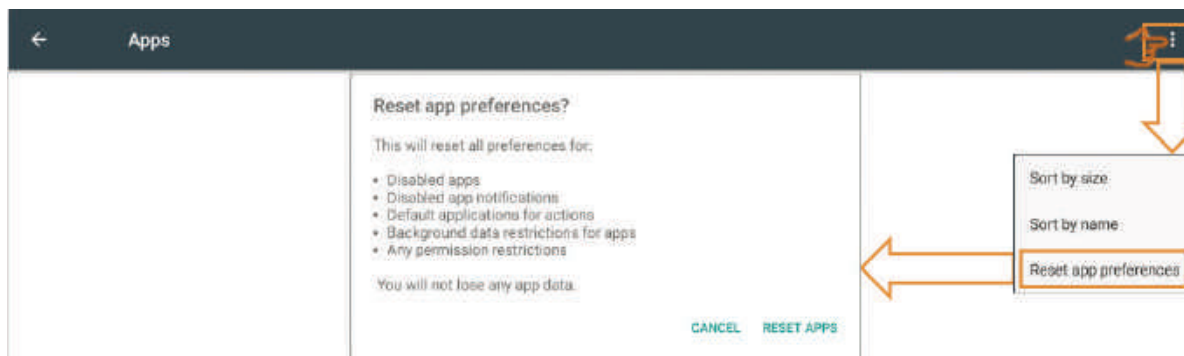 Apps
Reset app preferences?
This will reset all preferences for:
• Disabled apps
• Disabled app notifications
• Default applications for actions
• Background data restrictions for apps
• Any permission restrictions
You will not lose any app data.
CANCEL RESET APPS
Sort by size
Sort by name
Reset app preferences